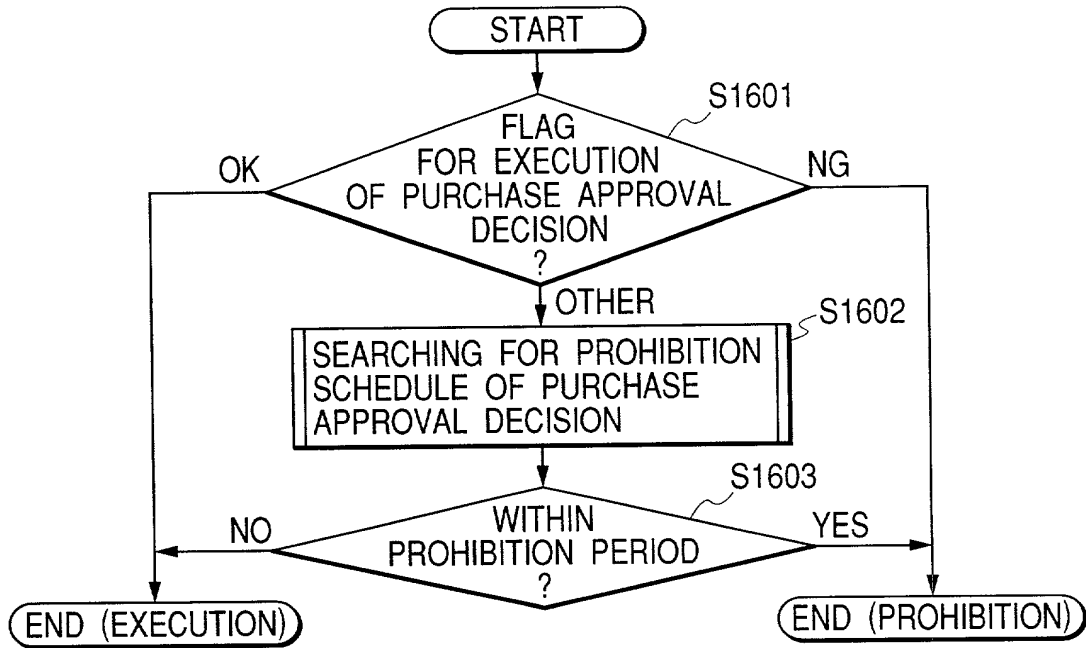 START
S1601
FLAG
FOR EXECUTION
OF PURCHASE APPROVAL
DECISION
?
OK
NG
OTHER
S1602
SEARCHING FOR PROHIBITION
SCHEDULE OF PURCHASE
APPROVAL DECISION
S1603
WITHIN
PROHIBITION PERIOD
?
NO
YES
END (EXECUTION)
END (PROHIBITION)